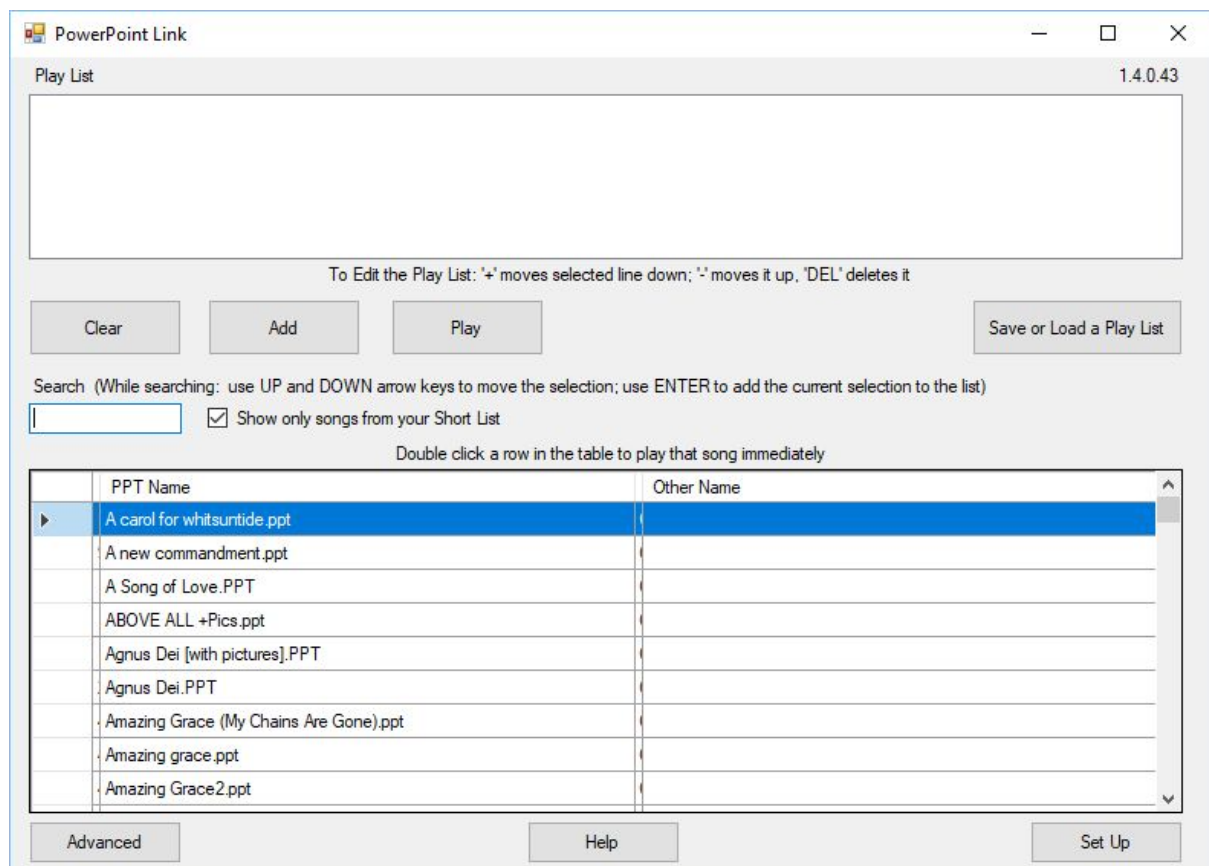 PowerPoint Link
Play List 1.4.0.43
To Edit the Play List: '+' moves selected line down; '-' moves it up, 'DEL' deletes it
Clear Add Play Save or Load a Play List
Search (While searching: use UP and DOWN arrow keys to move the selection; use ENTER to add the current selection to the list)
Show only songs from your Short List
Double click a row in the table to play that song immediately
PPT Name Other Name
A carol for whitsuntide.ppt
A new commandment.ppt
A Song of Love.PPT
ABOVE ALL +Pics.ppt
Agnus Dei [with pictures].PPT
Agnus Dei.PPT
Amazing Grace (My Chains Are Gone).ppt
Amazing grace.ppt
Amazing Grace2.ppt
Advanced Help Set Up